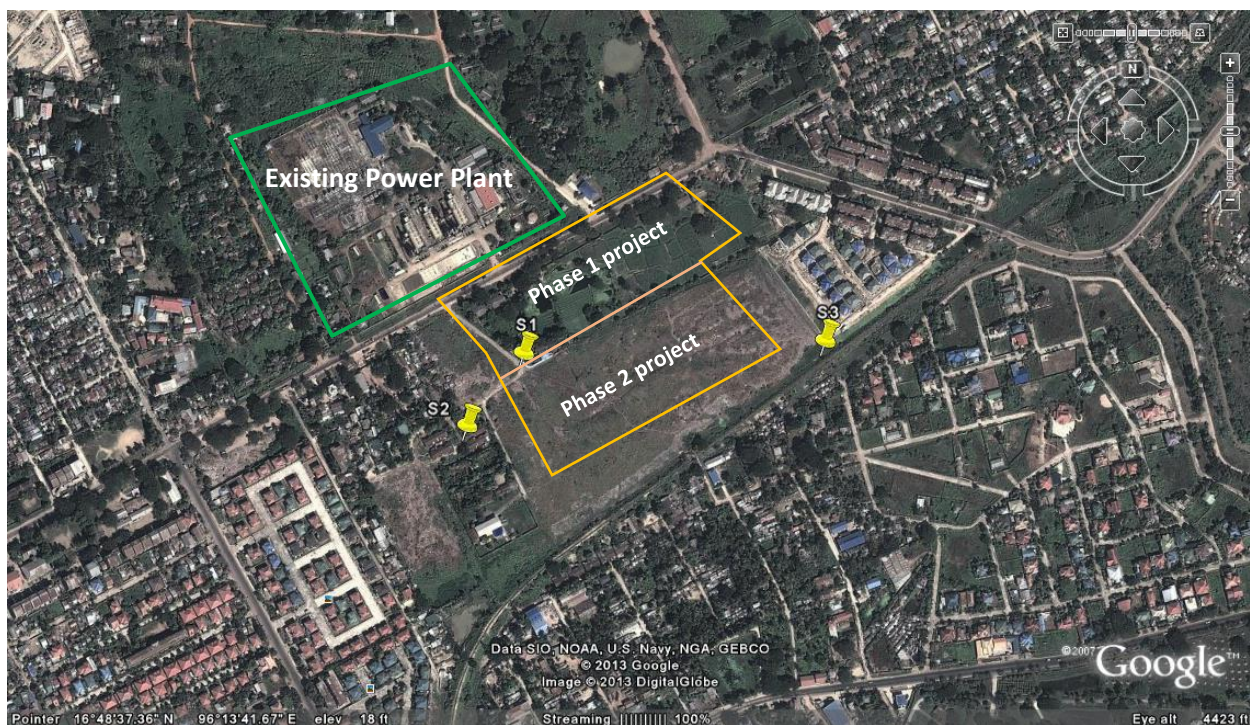 N
Existing Power Plant
Phase 1 project
S1
S3
Phase 2 project
S2
Data SIO, NOAA, U.S. Navy, NGA, GEBCO
© 2013 Google
Image © 2013 DigitalGlobe
©2007 Google™
Pointer 16°48'37.36" N 96°13'41.67" E elev 18 ft Streaming |||||||||| 100% Eye alt 4423 ft